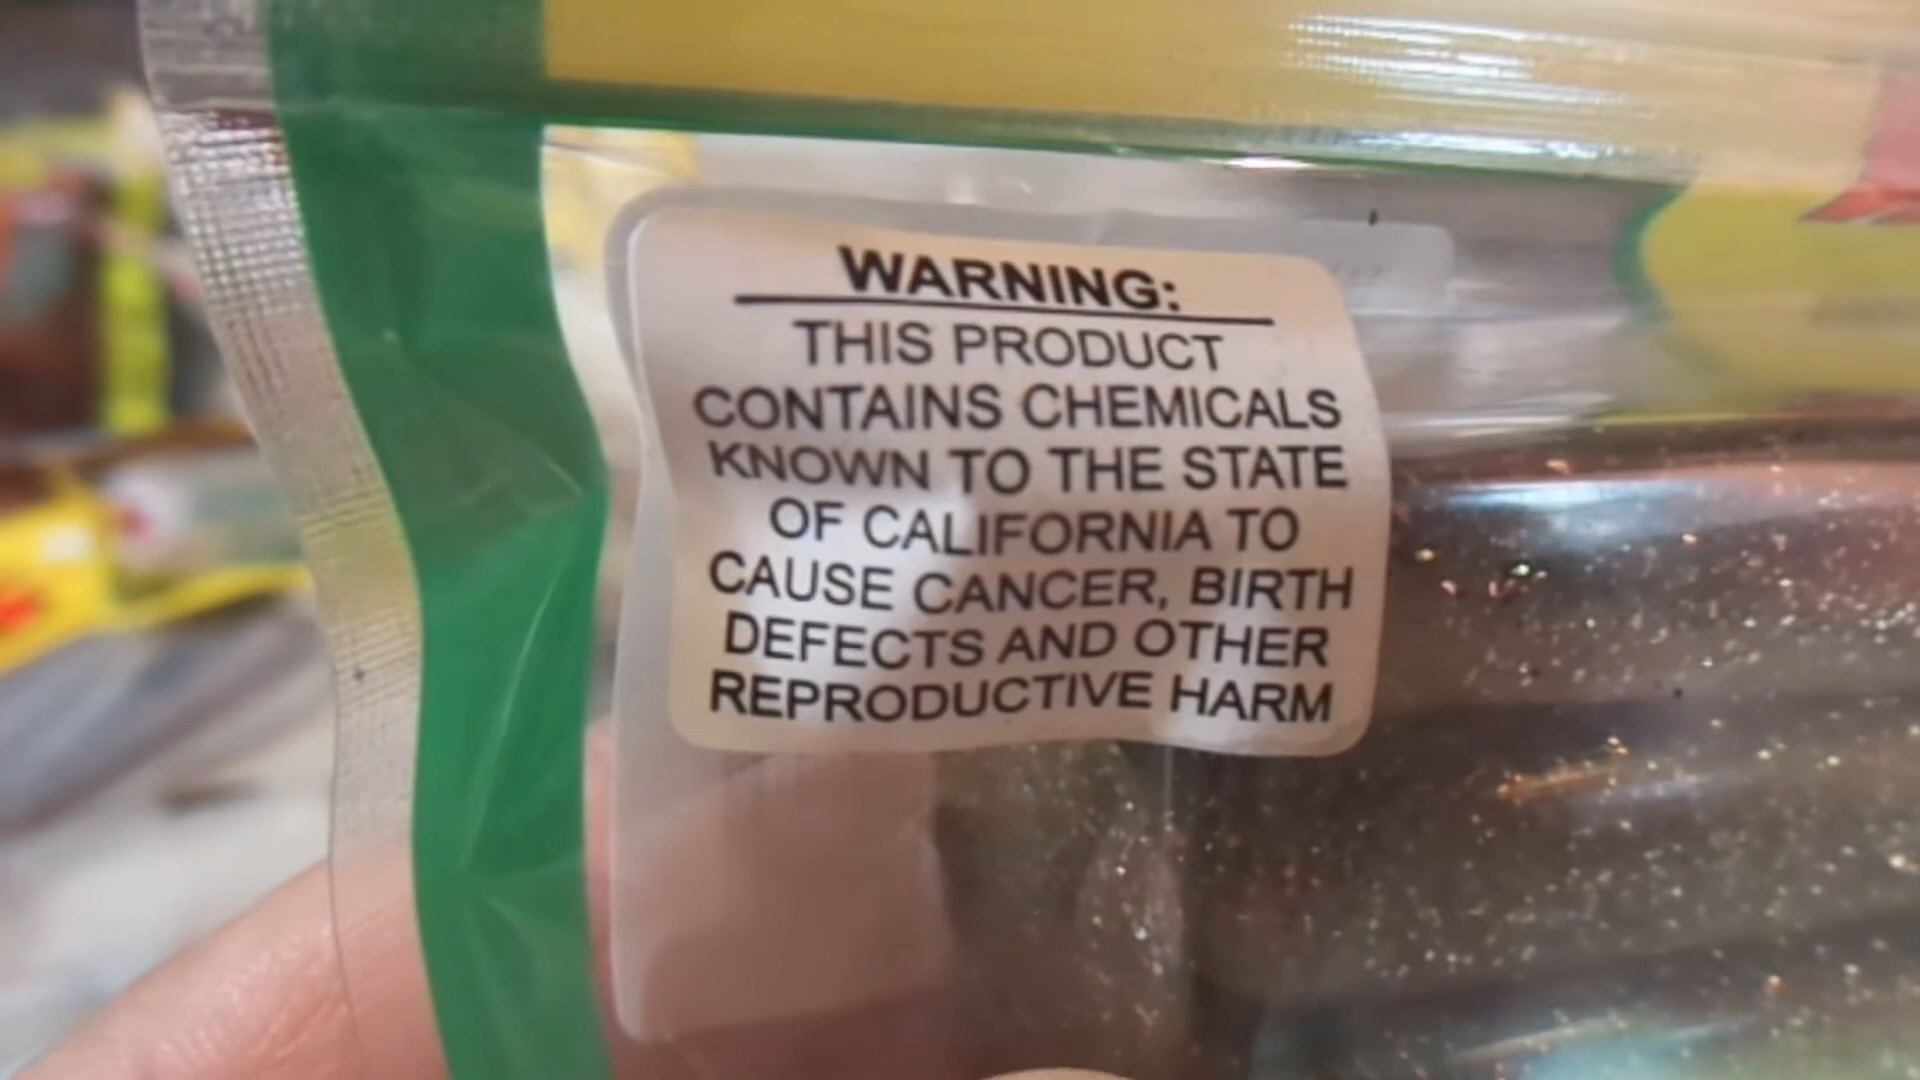 WARNING:
THIS PRODUCT
CONTAINS CHEMICALS
KNOWN TO THE STATE
OF CALIFORNIA TO
CAUSE CANCER, BIRTH
DEFECTS AND OTHER
REPRODUCTIVE HARM